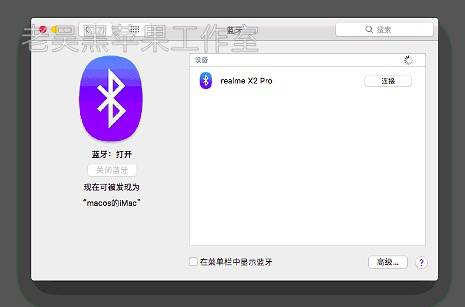 蓝牙
搜索
老吴黑苹果工作室
设备
realme X2 Pro
连接
蓝牙：打开
关闭蓝牙
现在可被发现为
“macos的iMac”
在菜单栏中显示蓝牙
高级...
?